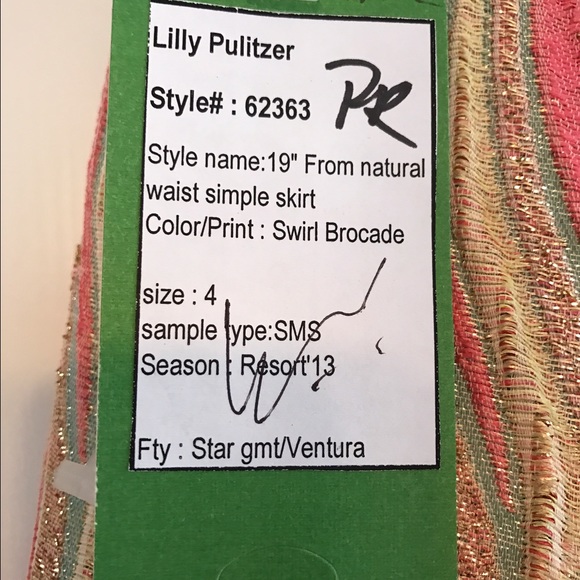 Lilly Pulitzer
Style# : 62363
PR
Style name:19" From natural
waist simple skirt
Color/Print : Swirl Brocade
size : 4
sample type:SMS
Season : Resort'13
Fty : Star gmt/Ventura